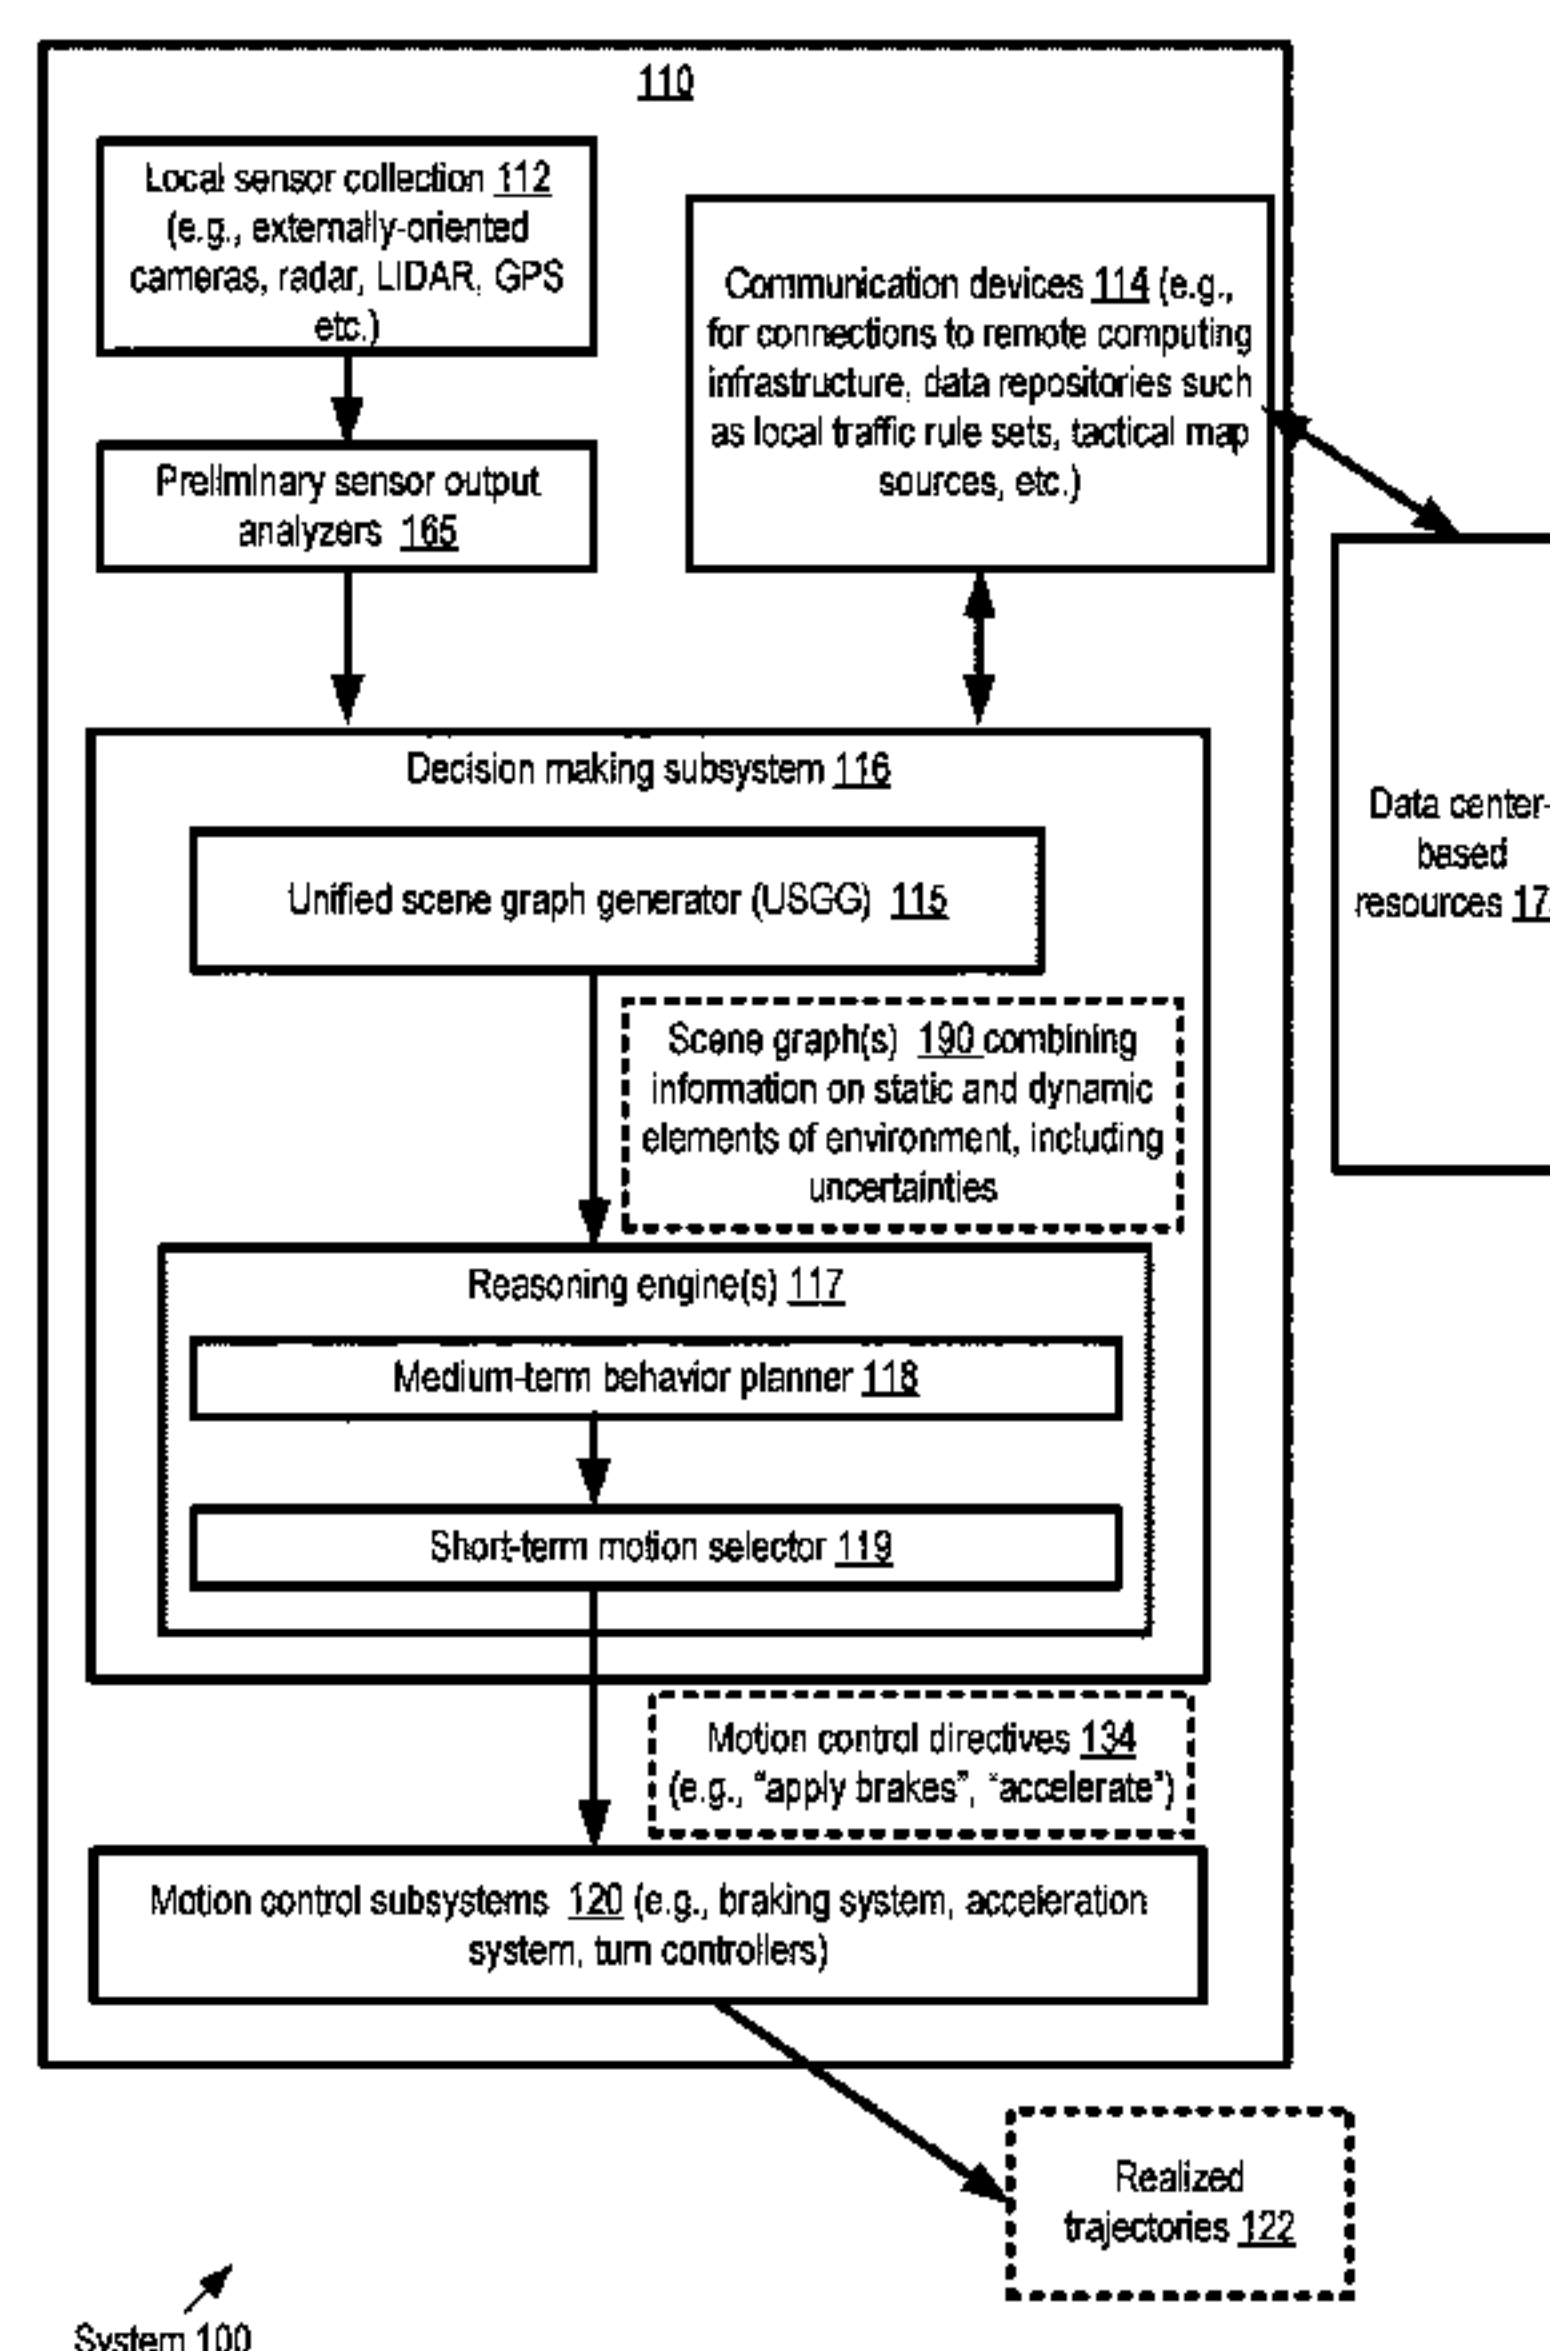 110
Local sensor collection 112
(e.g., externally-oriented
cameras, radar, LIDAR, GPS
etc.)
Communication devices 114 (e.g.,
for connections to remote computing
infrastructure, data repositories such
as local traffic rule sets, tactical map
sources, etc.)
Preliminary sensor output
analyzers 165
Data center-
based
resources
Decision making subsystem 116
Unified scene graph generator (USGG) 115
Scene graph(s) 190 combining
information on static and dynamic
elements of environment, including
uncertainties
Reasoning engine(s) 117
Medium-term behavior planner 118
Short-term motion selector 119
Motion control directives 134
(e.g., “apply brakes”, “accelerate”)
Motion control subsystems 120 (e.g., braking system, acceleration
system, turn controllers)
Realized
trajectories 122
System 100